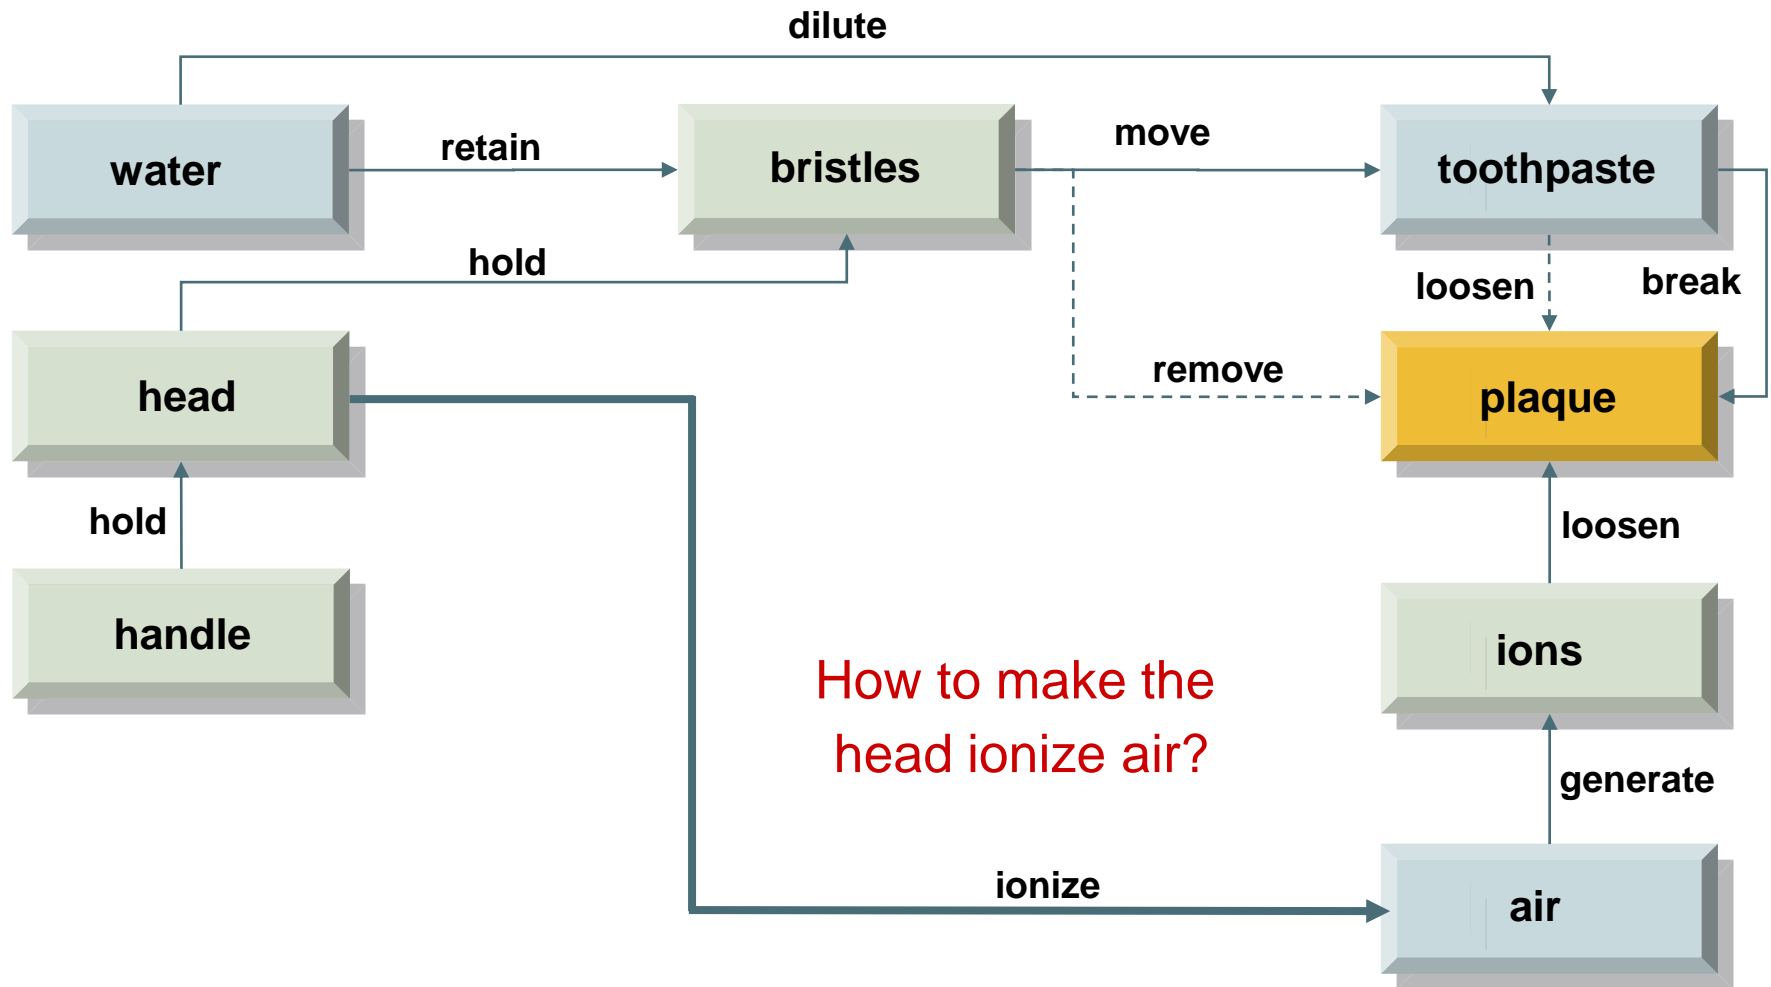 dilute
water
retain
bristles
move
toothpaste
hold
loosen
break
head
remove
plaque
hold
loosen
handle
ions
How to make the
head ionize air?
generate
ionize
air